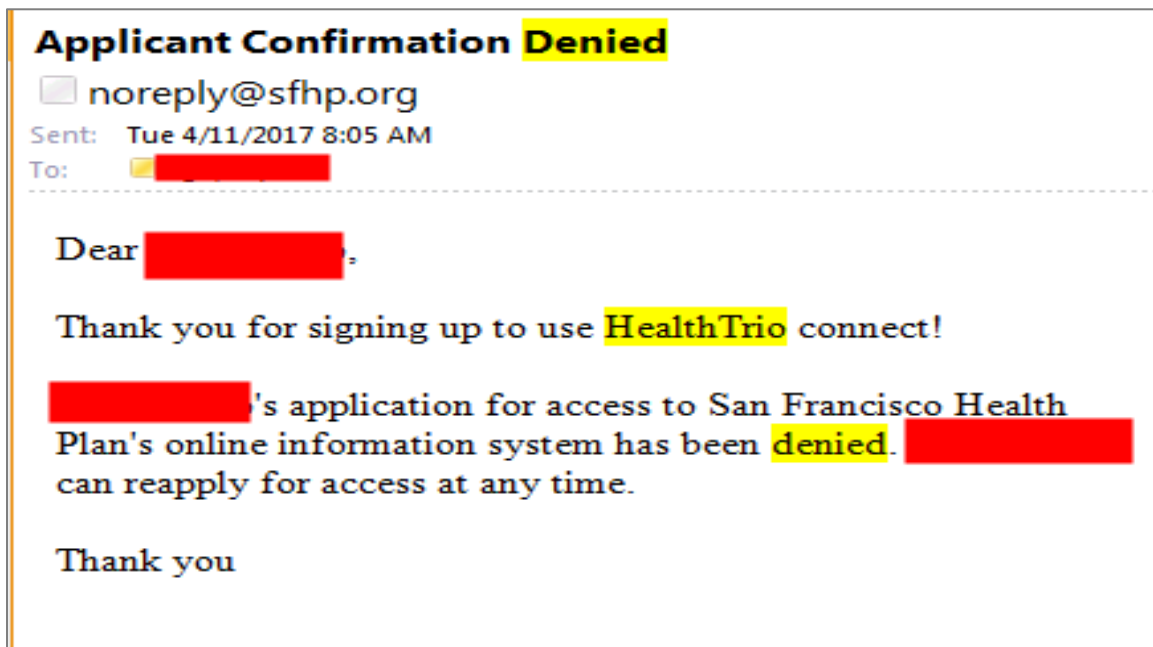 Applicant Confirmation Denied
noreply@sfhp.org
Sent: Tue 4/11/2017 8:05 AM
To:
Dear ,
Thank you for signing up to use HealthTrio connect!
's application for access to San Francisco Health
Plan's online information system has been denied.
can reapply for access at any time.
Thank you